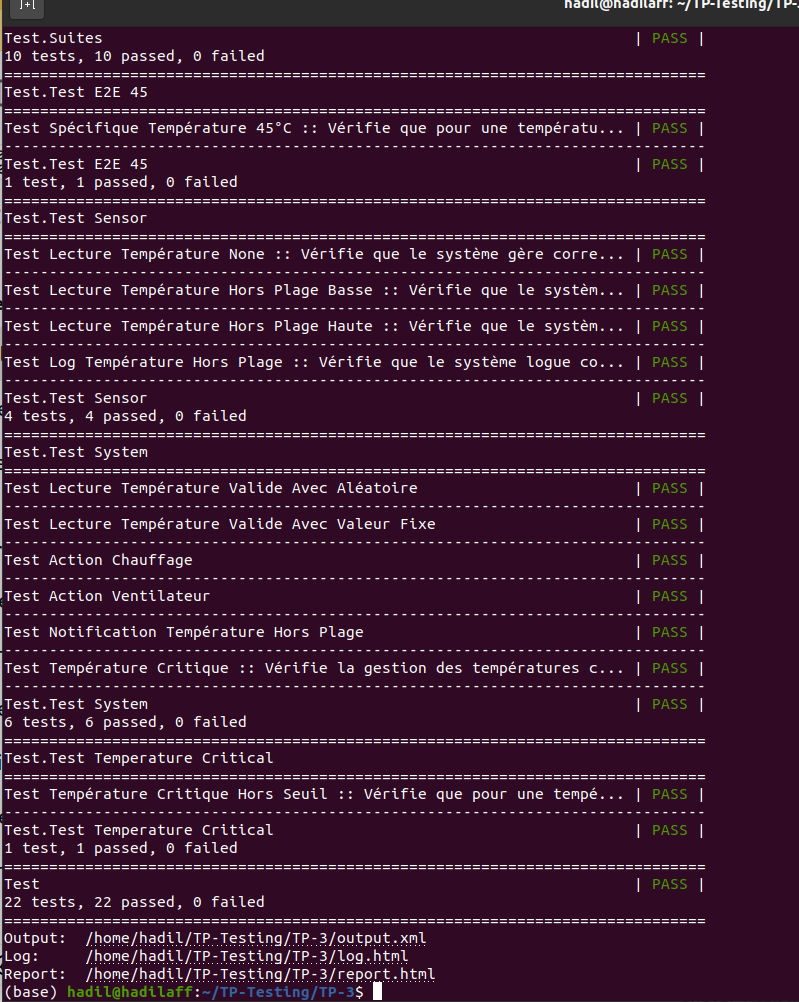 hadil@hadilaff: ~/TP-Testing/TP-3
Test.Suites | PASS |
10 tests, 10 passed, 0 failed
==============================================================================
Test.Test E2E 45
==============================================================================
Test Spécifique Température 45°C :: Vérifie que pour une températu... | PASS |
------------------------------------------------------------------------------
Test.Test E2E 45 | PASS |
1 test, 1 passed, 0 failed
==============================================================================
Test.Test Sensor
==============================================================================
Test Lecture Température None :: Vérifie que le système gère corre... | PASS |
------------------------------------------------------------------------------
Test Lecture Température Hors Plage Basse :: Vérifie que le systèm... | PASS |
------------------------------------------------------------------------------
Test Lecture Température Hors Plage Haute :: Vérifie que le systèm... | PASS |
------------------------------------------------------------------------------
Test Log Température Hors Plage :: Vérifie que le système logue co... | PASS |
------------------------------------------------------------------------------
Test.Test Sensor | PASS |
4 tests, 4 passed, 0 failed
==============================================================================
Test.Test System
==============================================================================
Test Lecture Température Valide Avec Aléatoire | PASS |
------------------------------------------------------------------------------
Test Lecture Température Valide Avec Valeur Fixe | PASS |
------------------------------------------------------------------------------
Test Action Chauffage | PASS |
------------------------------------------------------------------------------
Test Action Ventilateur | PASS |
------------------------------------------------------------------------------
Test Notification Température Hors Plage | PASS |
------------------------------------------------------------------------------
Test Température Critique :: Vérifie la gestion des températures c... | PASS |
------------------------------------------------------------------------------
Test.Test System | PASS |
6 tests, 6 passed, 0 failed
==============================================================================
Test.Test Temperature Critical
==============================================================================
Test Température Critique Hors Seuil :: Vérifie que pour une tempé... | PASS |
------------------------------------------------------------------------------
Test.Test Temperature Critical | PASS |
1 test, 1 passed, 0 failed
==============================================================================
Test | PASS |
22 tests, 22 passed, 0 failed
==============================================================================
Output:  /home/hadil/TP-Testing/TP-3/output.xml
Log:     /home/hadil/TP-Testing/TP-3/log.html
Report:  /home/hadil/TP-Testing/TP-3/report.html
(base) hadil@hadilaff:~/TP-Testing/TP-3$